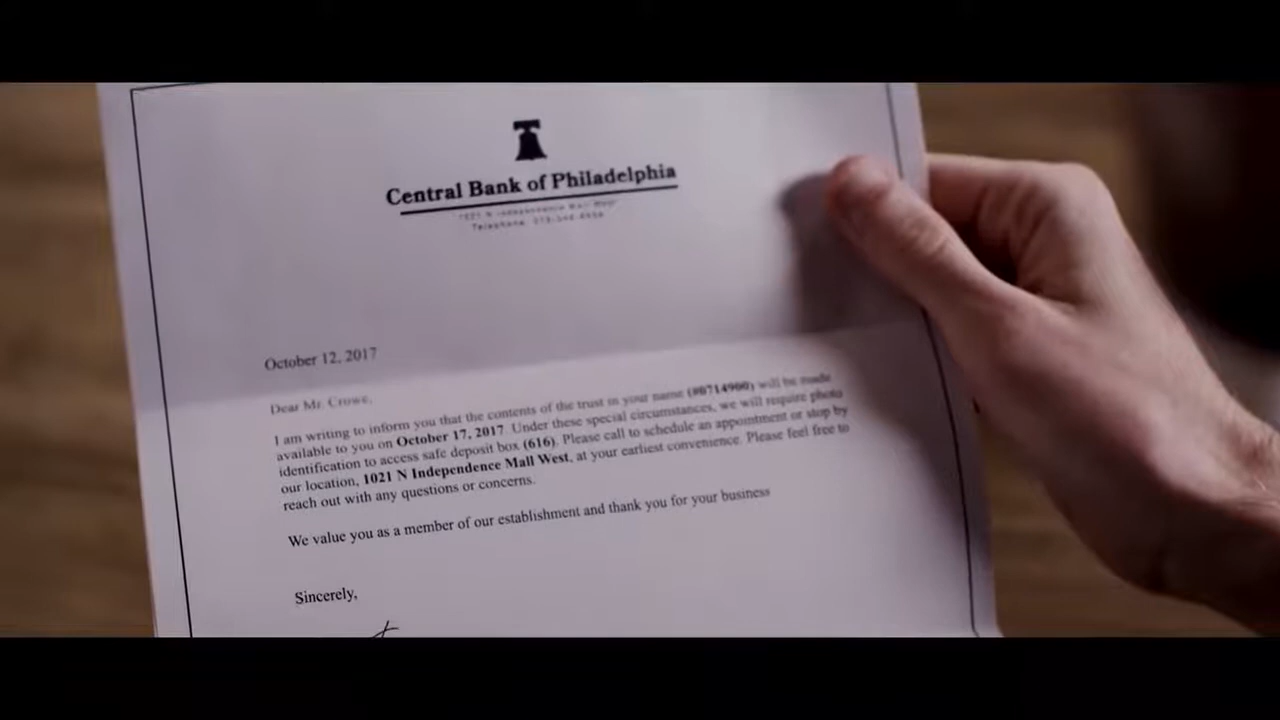 Central Bank of Philadelphia
1021 N Independence Mall West
Telephone:
October 12, 2017
Dear Mr. Crowe,
I am writing to inform you that the contents of the trust in your name (#0714900) will be made
available to you on October 17, 2017. Under these special circumstances, we will require photo
identification to access safe deposit box (616). Please call to schedule an appointment or stop by
our location, 1021 N Independence Mall West, at your earliest convenience. Please feel free to
reach out with any questions or concerns.
We value you as a member of our establishment and thank you for your business
Sincerely,